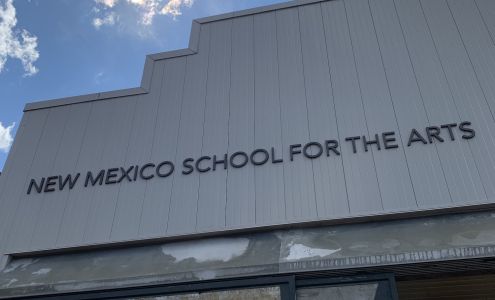 NEW MEXICO SCHOOL FOR THE ARTS